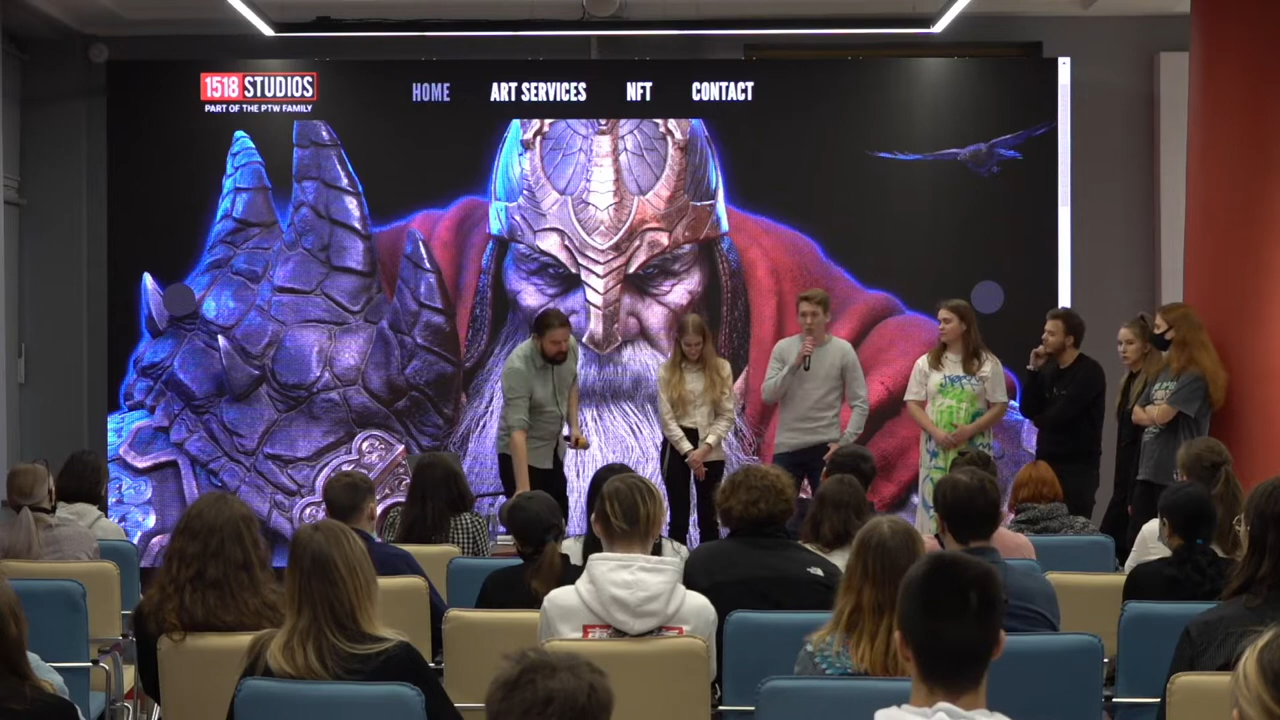 1518 STUDIOS
PART OF THE PTW FAMILY
HOME ART SERVICES NFT CONTACT